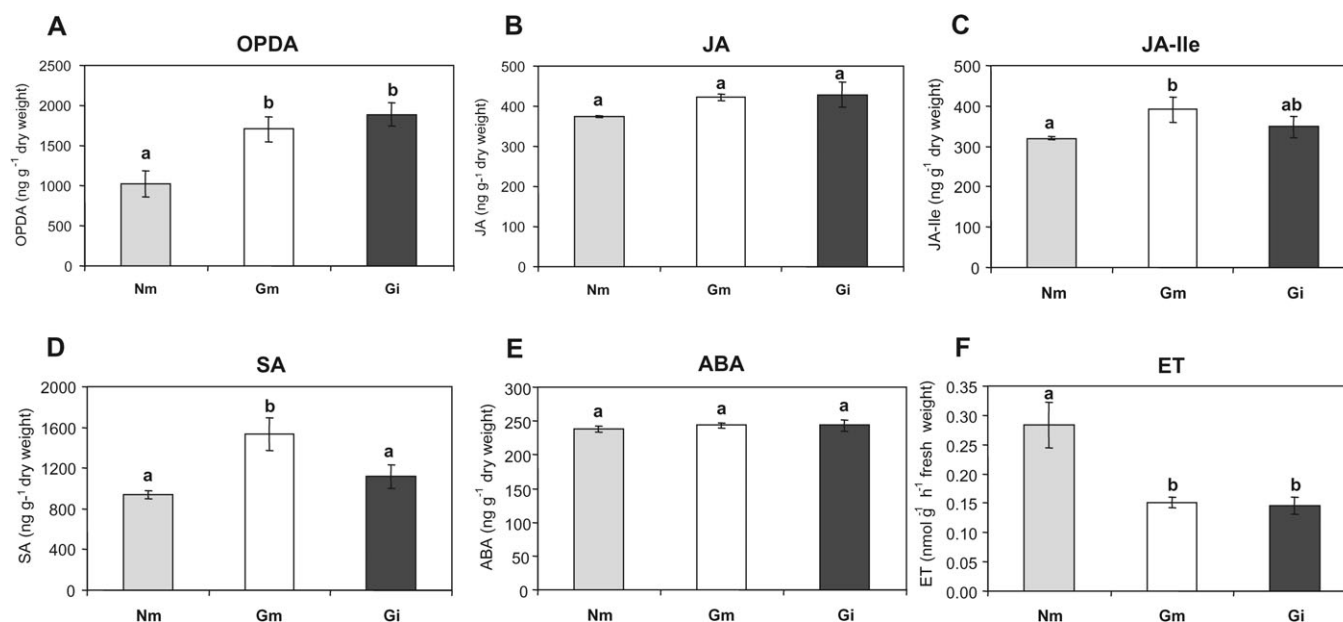 A
OPDA
OPDA (ng g⁻¹ dry weight)
2500
2000
1500
1000
500
0
a
b
b
Nm
Gm
Gi
B
JA
JA (ng g-¹ dry weight)
500
400
300
200
100
0
a
a
a
Nm
Gm
Gi
C
JA-Ile
JA-Ile (ng g⁻¹ dry weight)
500
400
300
200
100
0
a
b
ab
Nm
Gm
Gi
D
SA
SA (ng g-¹ dry weight)
2000
1600
1200
800
400
0
a
b
a
Nm
Gm
Gi
E
ABA
ABA (ng g⁻¹ dry weight)
300
250
200
150
100
50
0
a
a
a
Nm
Gm
Gi
F
ET
ET (nmol g⁻¹ h⁻¹ fresh weight)
0.35
0.30
0.25
0.20
0.15
0.10
0.05
0.00
a
b
b
Nm
Gm
Gi